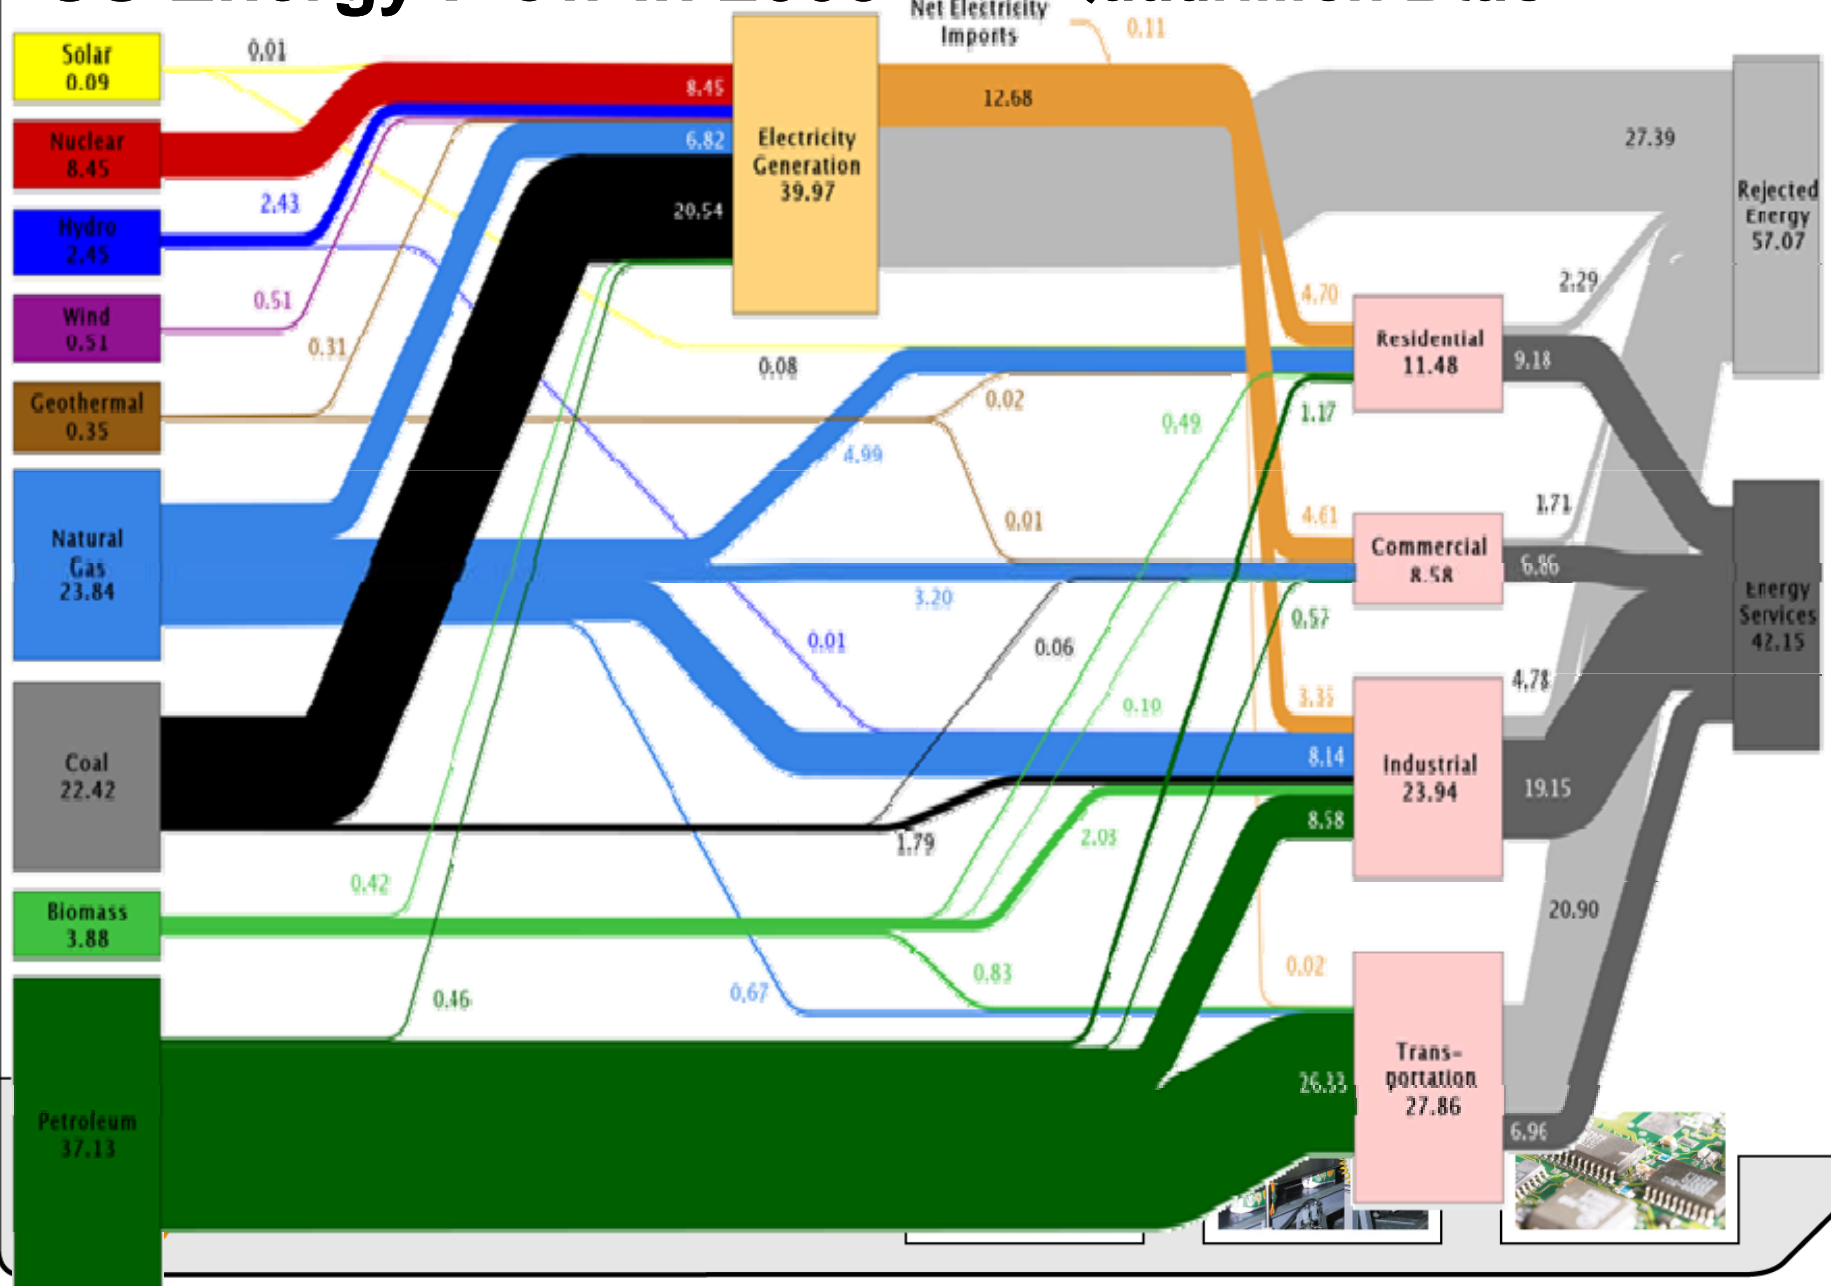 Net Electricity
Imports
0.11
Solar
0.09
0.01
8.45
12.68
27.39
Nuclear
8.45
6.82
Electricity
Generation
39.97
Rejected
Energy
57.07
2.43
20.54
Hydro
2.45
0.51
Wind
0.51
0.31
4.70
2.29
Residential
11.48
9.18
0.08
Geothermal
0.35
0.02
0.49
1.17
4.99
0.01
4.61
1.71
Natural
Gas
23.84
Commercial
8.58
6.86
3.20
0.57
Energy
Services
42.15
0.01
0.06
4.78
0.10
3.35
Coal
22.42
8.14
Industrial
23.94
19.15
8.58
1.79
2.03
0.42
Biomass
3.88
20.90
0.83
0.02
0.46
0.67
Petroleum
37.13
26.33
Trans-
portation
27.86
6.96